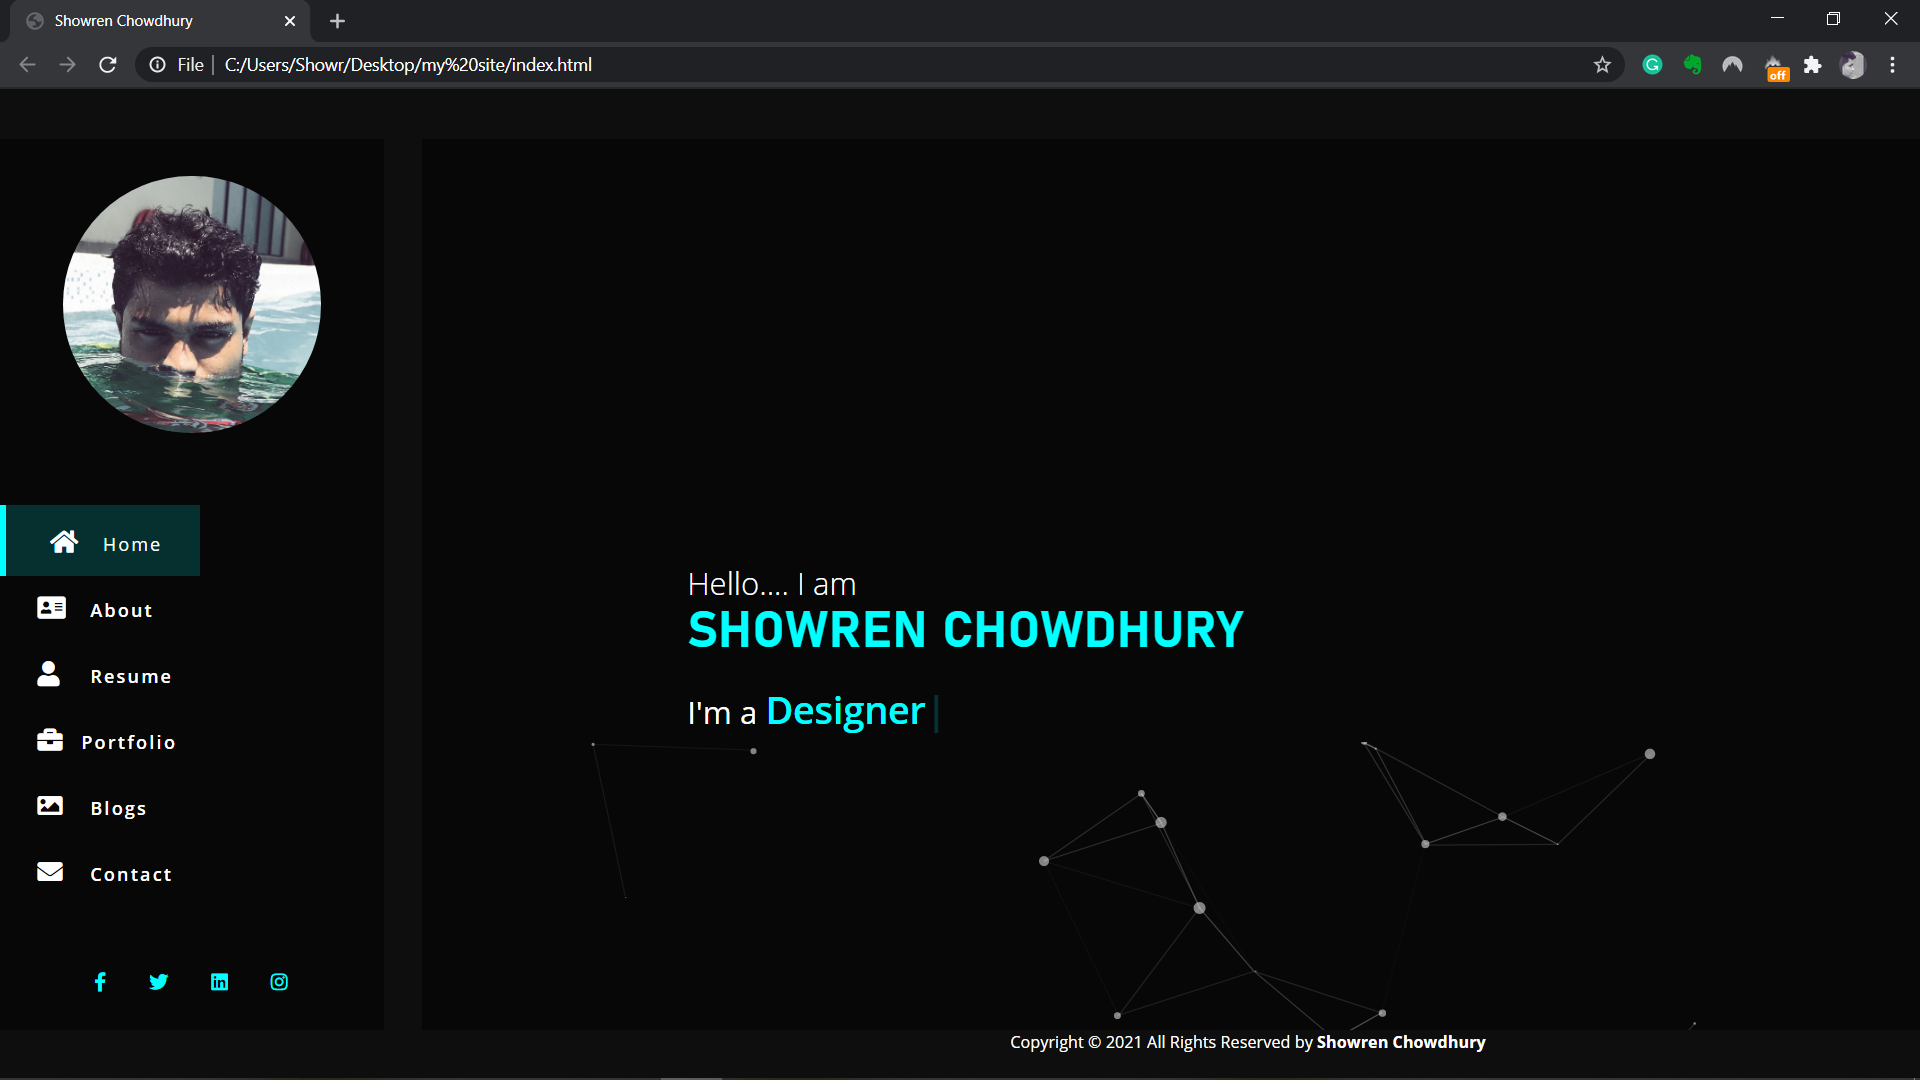 Showren Chowdhury
File
C:/Users/Showr/Desktop/my%20site/index.html
off
Home
About
Resume
Portfolio
Blogs
Contact
Hello.... I am
SHOWREN CHOWDHURY
I'm a Designer
Copyright © 2021 All Rights Reserved by Showren Chowdhury